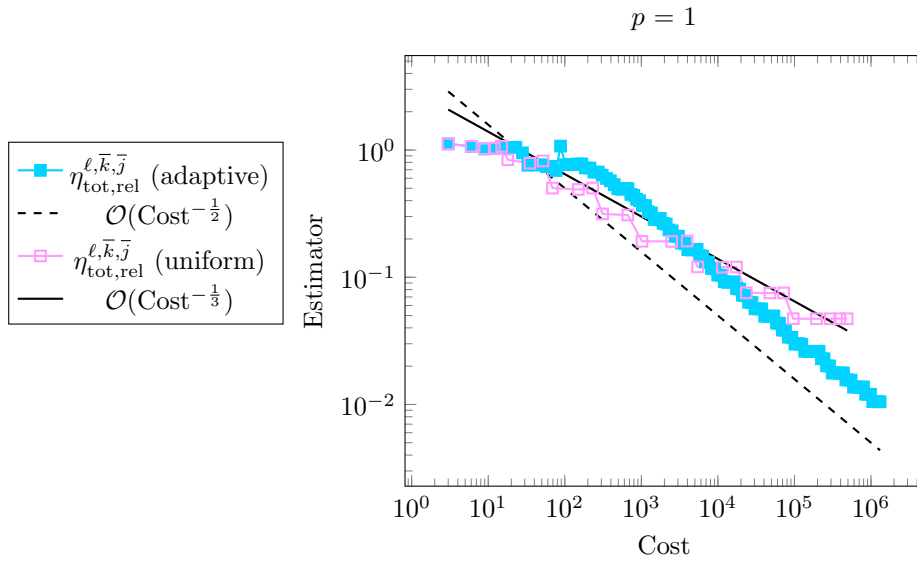 p = 1
η_{tot,rel}^{ℓ,k̅,j̅} (adaptive)
𝒪(Cost^{-1/2})
η_{tot,rel}^{ℓ,k̅,j̅} (uniform)
𝒪(Cost^{-1/3})
Estimator
10^0
10^{-1}
10^{-2}
10^0 10^1 10^2 10^3 10^4 10^5 10^6
Cost